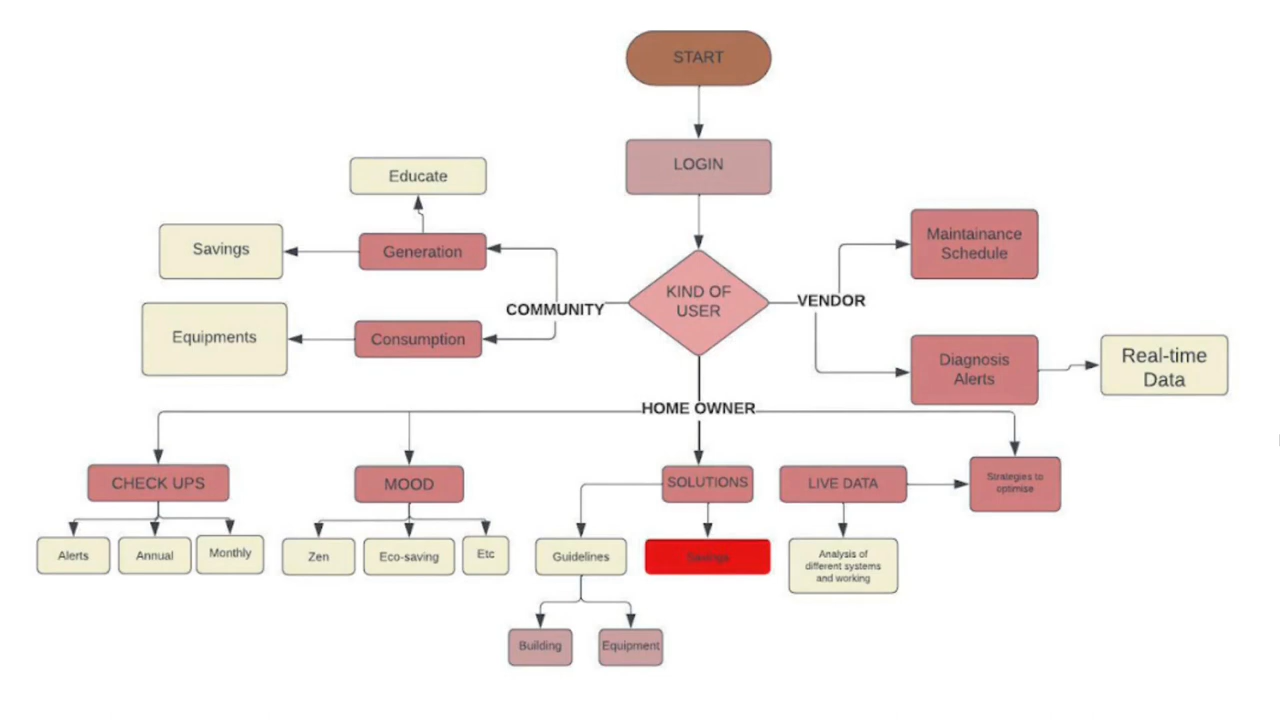 START
LOGIN
Educate
Savings
Generation
Maintainance
Schedule
KIND OF
USER
COMMUNITY
VENDOR
Equipments
Consumption
Diagnosis
Alerts
Real-time
Data
HOME OWNER
CHECK UPS
MOOD
SOLUTIONS
LIVE DATA
Strategies to
optimise
Alerts
Annual
Monthly
Zen
Eco-saving
Etc
Guidelines
Savings
Analysis of
different systems
and working
Building
Equipment